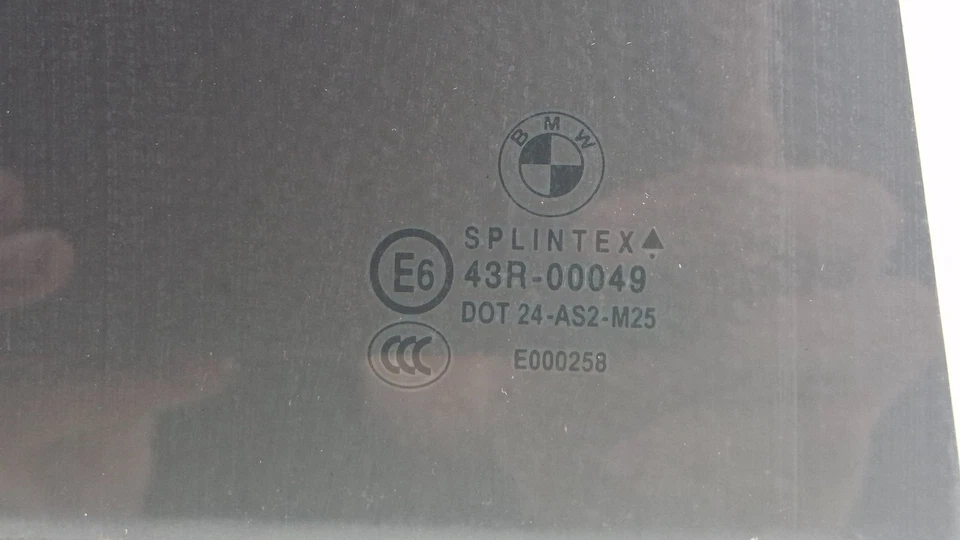 BMW
SPLINTEX
E6
43R-00049
DOT 24-AS2-M25
CCC
E000258